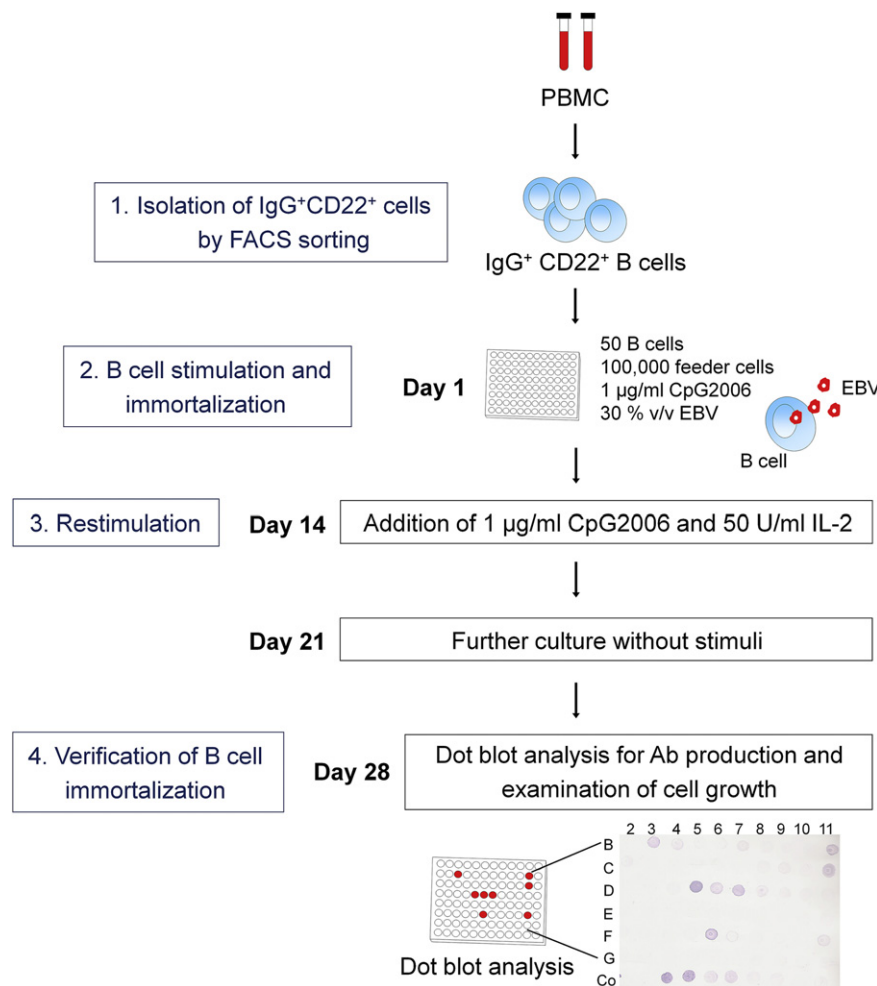 PBMC
1. Isolation of IgG⁺CD22⁺ cells
by FACS sorting
IgG⁺ CD22⁺ B cells
2. B cell stimulation and
immortalization
Day 1
50 B cells
100,000 feeder cells
1 µg/ml CpG2006
30 % v/v EBV
EBV
B cell
3. Restimulation
Day 14
Addition of 1 µg/ml CpG2006 and 50 U/ml IL-2
Day 21
Further culture without stimuli
4. Verification of B cell
immortalization
Day 28
Dot blot analysis for Ab production and
examination of cell growth
2 3 4 5 6 7 8 9 10 11
B
C
D
E
F
G
Co
Dot blot analysis